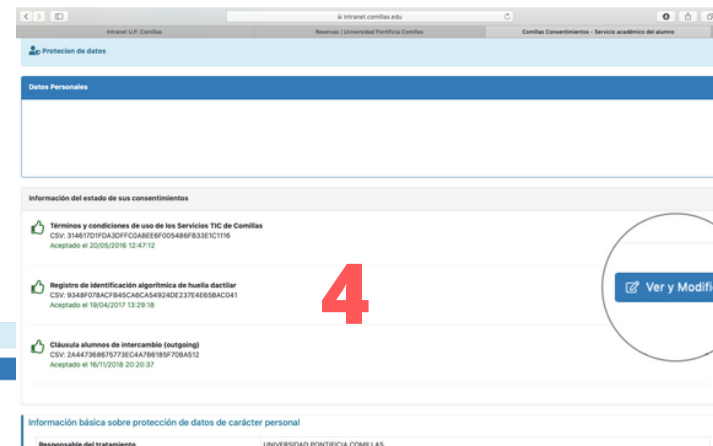 intranet.comillas.edu
Intranet U.P. Comillas
Reservas | Universidad Pontificia Comillas
Comillas Consentimientos - Servicio académico del alumno
Protecion de datos
Datos Personales
Información del estado de sus consentimientos
Términos y condiciones de uso de los Servicios TIC de Comillas
CSV: 314617D1FDA3DFFC0ABEE6F005486FB33E1C1116
Aceptado el 20/05/2016 12:47:12
Registro de identificación algorítmica de huella dactilar
CSV: 9348F078ACFB45CA6CA54924DE237E4E65BAC041
Aceptado el 19/04/2017 13:29:18
4
Ver y Modifi
Cláusula alumnos de intercambio (outgoing)
CSV: 2A447368675773EC4A7B6185F70BA512
Aceptado el 16/11/2018 20:20:37
Información básica sobre protección de datos de carácter personal
Responsable del tratamiento
UNIVERSIDAD PONTIFICIA COMILLAS